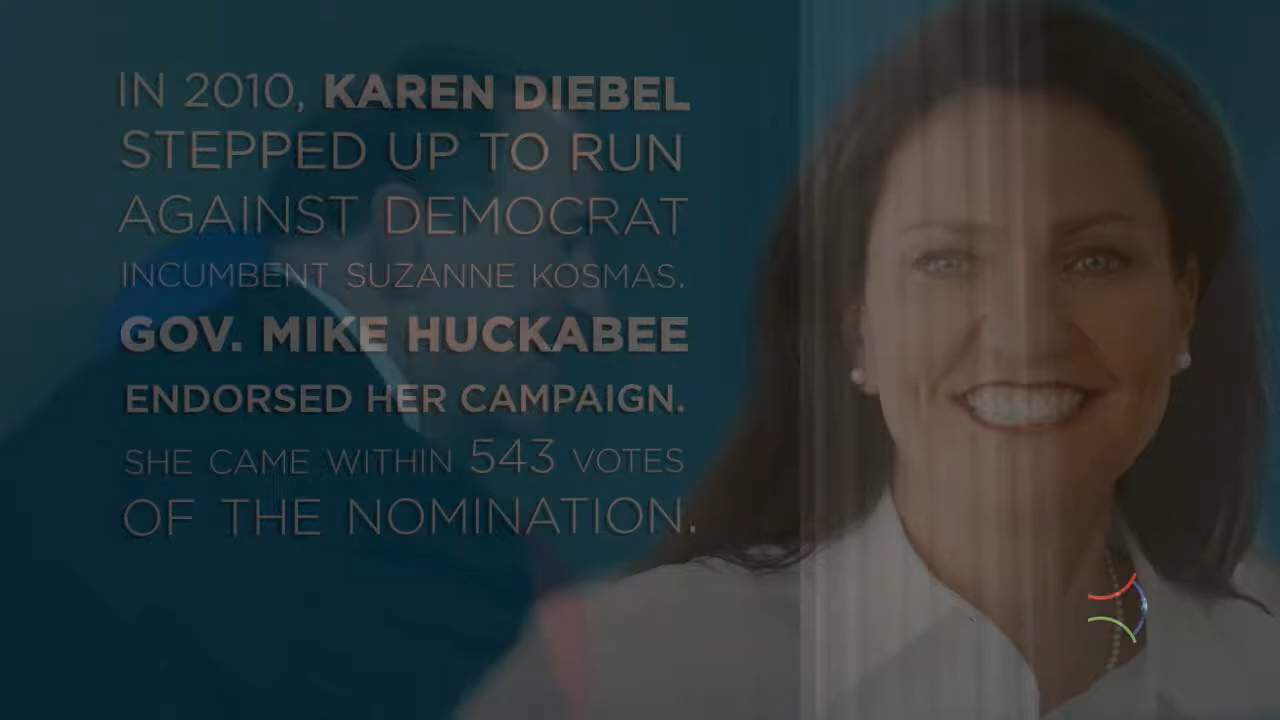 IN 2010, KAREN DIEBEL
STEPPED UP TO RUN
AGAINST DEMOCRAT
INCUMBENT SUZANNE KOSMAS.
GOV. MIKE HUCKABEE
ENDORSED HER CAMPAIGN.
SHE CAME WITHIN 543 VOTES
OF THE NOMINATION.